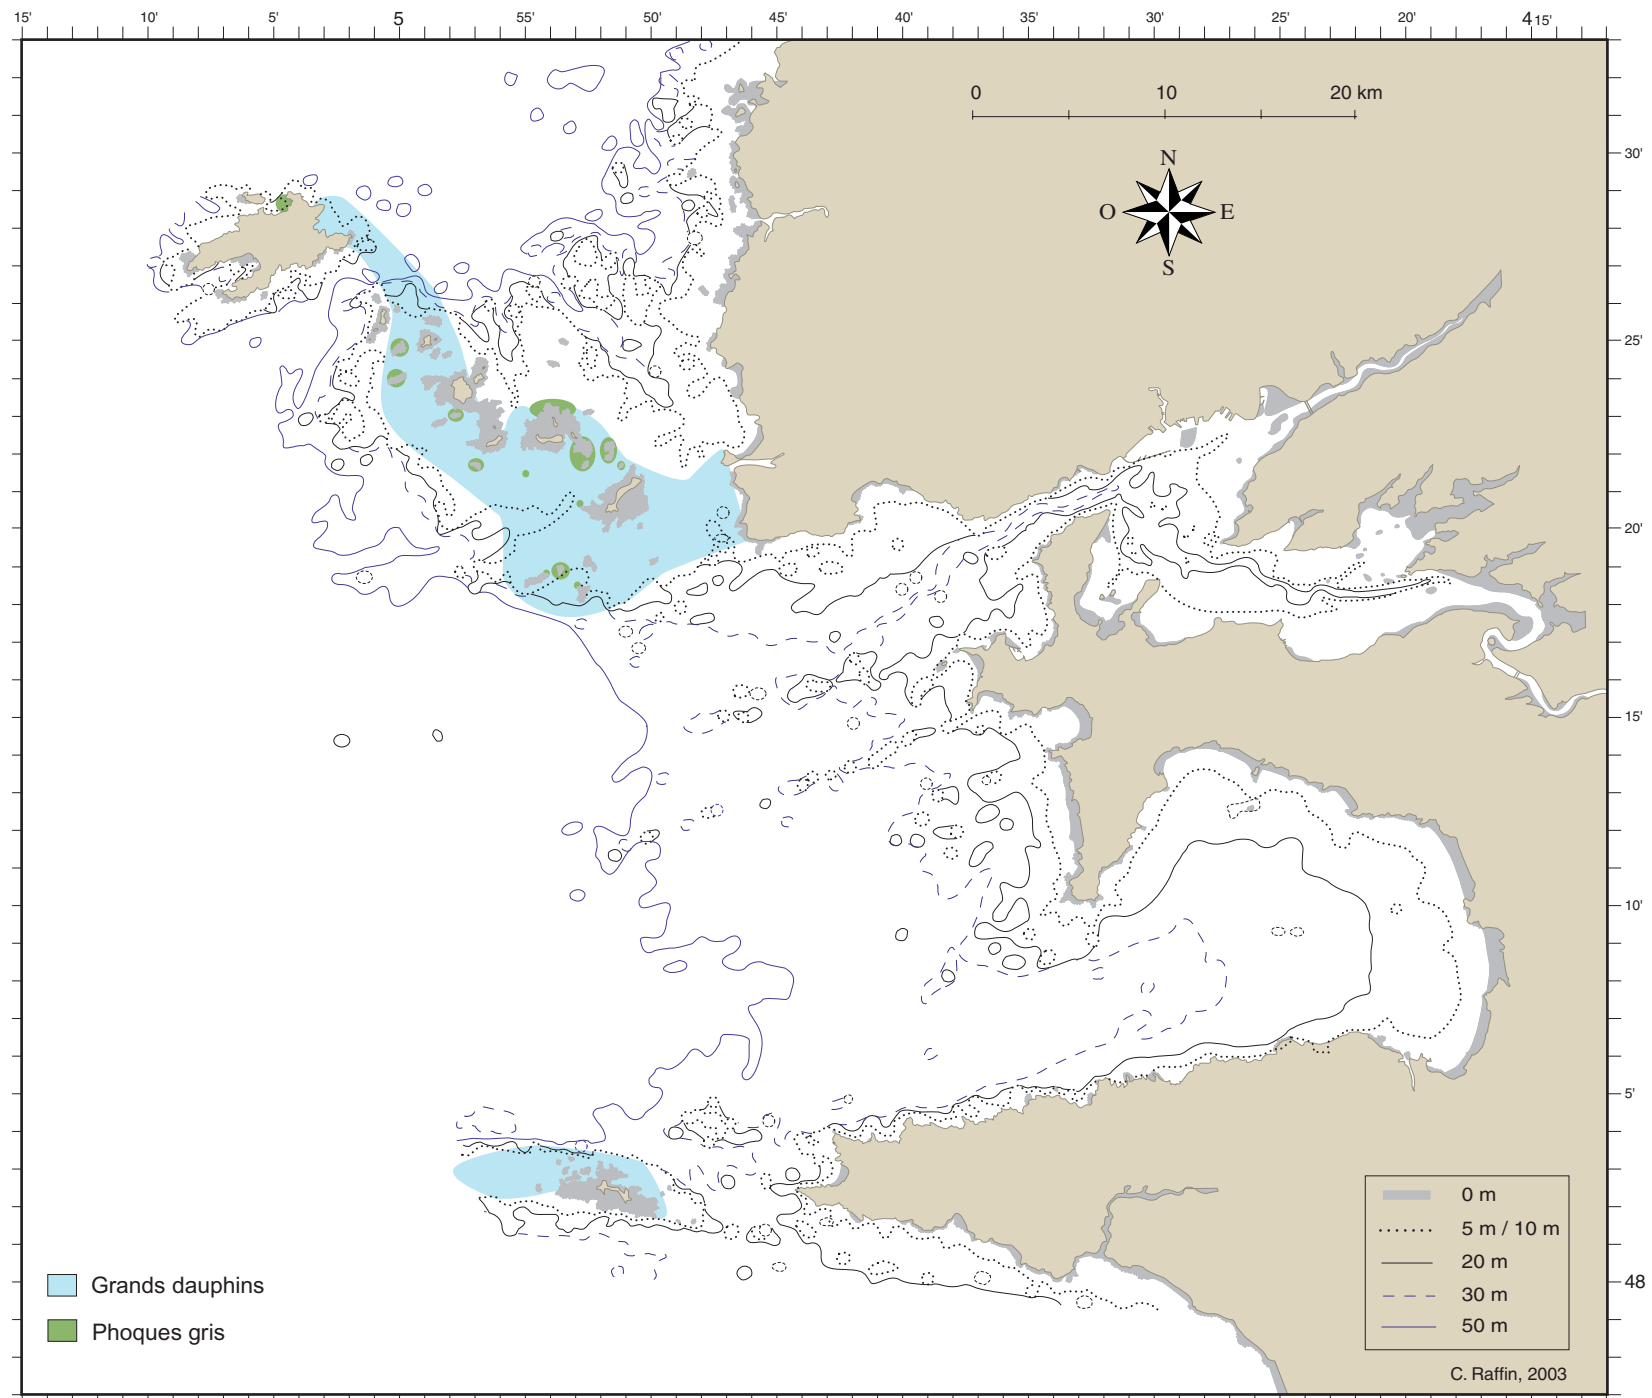 15' 10' 5' 5 55' 50' 45' 40' 35' 30' 25' 20' 4 15'
0 10 20 km
30'
N
O E
S
25'
20'
15'
10'
5'
0 m
5 m / 10 m
20 m
48
Grands dauphins
30 m
50 m
Phoques gris
C. Raffin, 2003